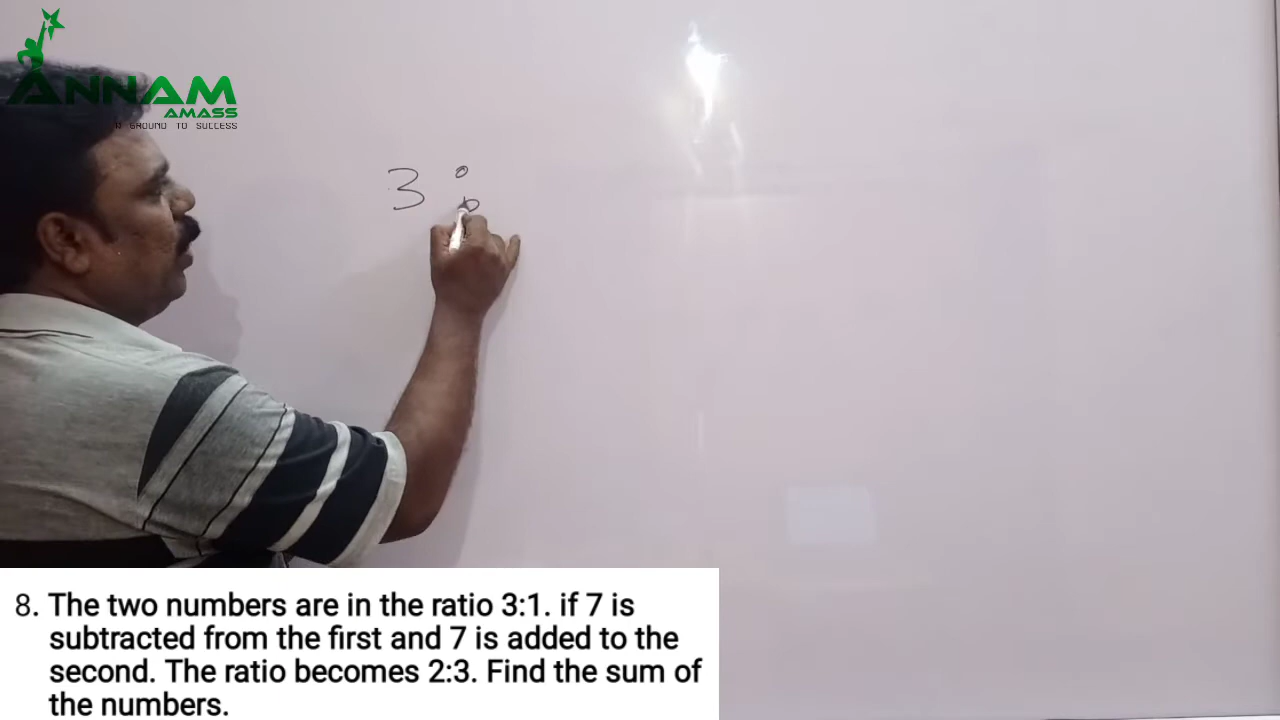 ANNAM
AMASS
GROUND TO SUCCESS
3 :
8. The two numbers are in the ratio 3:1. if 7 is
subtracted from the first and 7 is added to the
second. The ratio becomes 2:3. Find the sum of
the numbers.